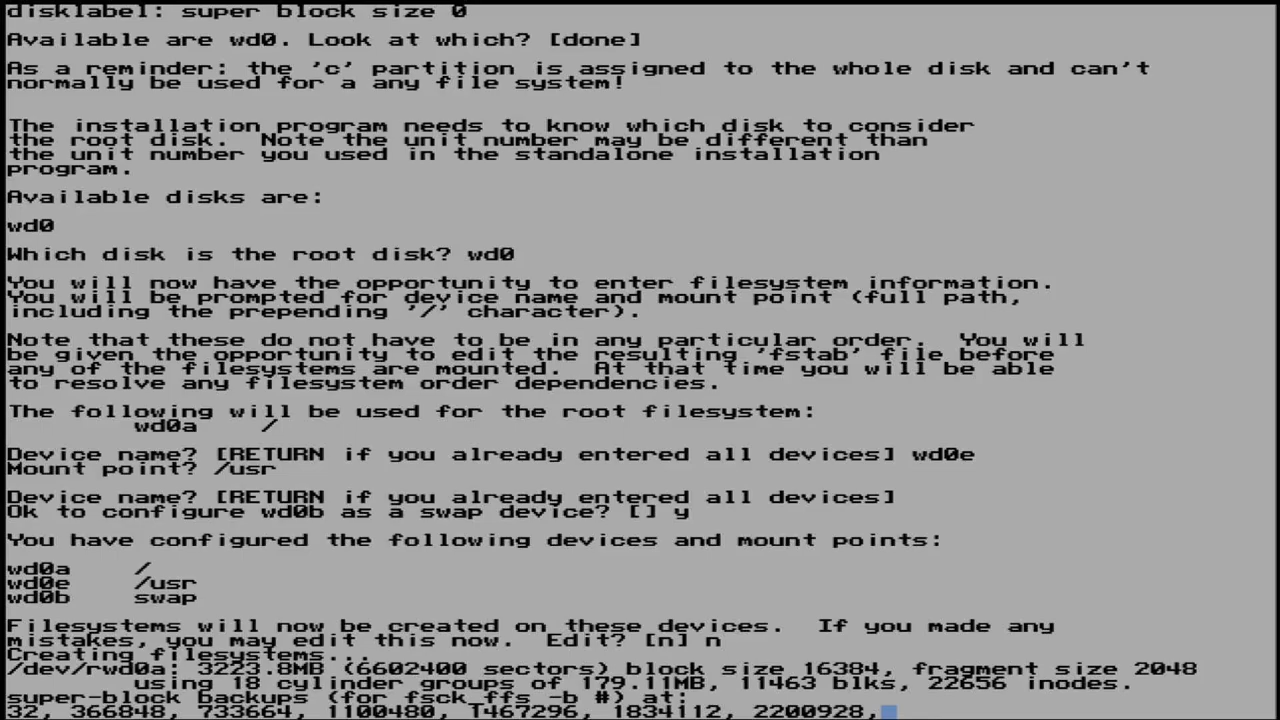 disklabel: super block size 0
Available are wd0. Look at which? [done]
As a reminder: the 'c' partition is assigned to the whole disk and can't
normally be used for a any file system!
The installation program needs to know which disk to consider
the root disk.  Note the unit number may be different than
the unit number you used in the standalone installation
program.
Available disks are:
wd0
Which disk is the root disk? wd0
You will now have the opportunity to enter filesystem information.
You will be prompted for device name and mount point (full path,
including the prepending '/' character).
Note that these do not have to be in any particular order.  You will
be given the opportunity to edit the resulting 'fstab' file before
any of the filesystems are mounted.  At that time you will be able
to resolve any filesystem order dependencies.
The following will be used for the root filesystem:
wd0a    /
Device name? [RETURN if you already entered all devices] wd0e
Mount point? /usr
Device name? [RETURN if you already entered all devices]
Ok to configure wd0b as a swap device? [] y
You have configured the following devices and mount points:
wd0a    /
wd0e    /usr
wd0b    swap
Filesystems will now be created on these devices.  If you made any
mistakes, you may edit this now.  Edit? [n] n
Creating filesystems...
/dev/rwd0a: 3223.8MB (6602400 sectors) block size 16384, fragment size 2048
using 18 cylinder groups of 179.11MB, 11463 blks, 22656 inodes.
super-block backups (for fsck_ffs -b #) at:
32, 366848, 733664, 1100480, 1467296, 1834112, 2200928,